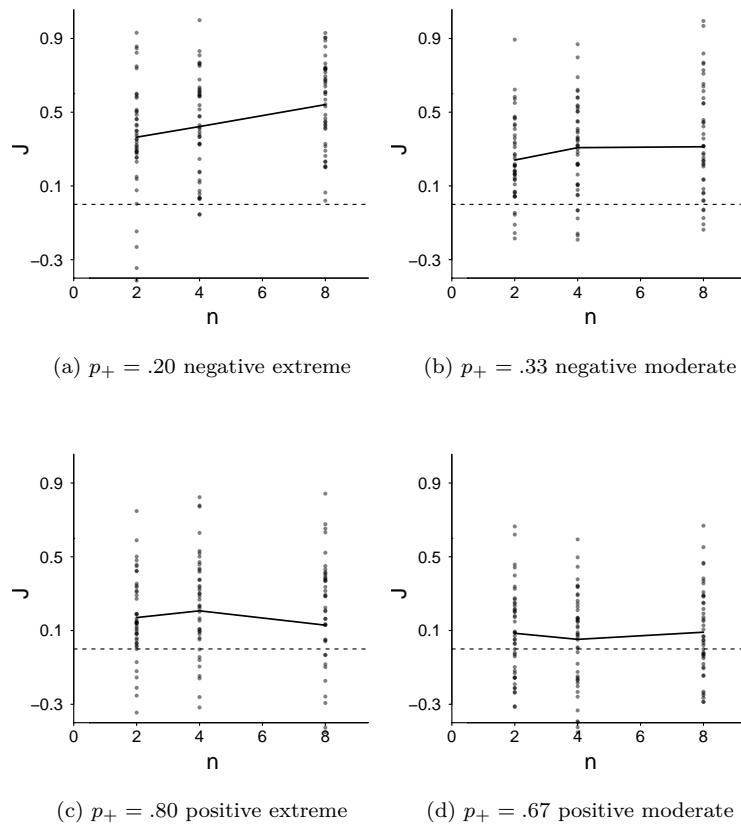 0.9
0.5
0.1
−0.3
J
0 2 4 6 8
n
(a) p+ = .20 negative extreme
0.9
0.5
0.1
−0.3
J
0 2 4 6 8
n
(b) p+ = .33 negative moderate
0.9
0.5
0.1
−0.3
J
0 2 4 6 8
n
(c) p+ = .80 positive extreme
0.9
0.5
0.1
−0.3
J
0 2 4 6 8
n
(d) p+ = .67 positive moderate